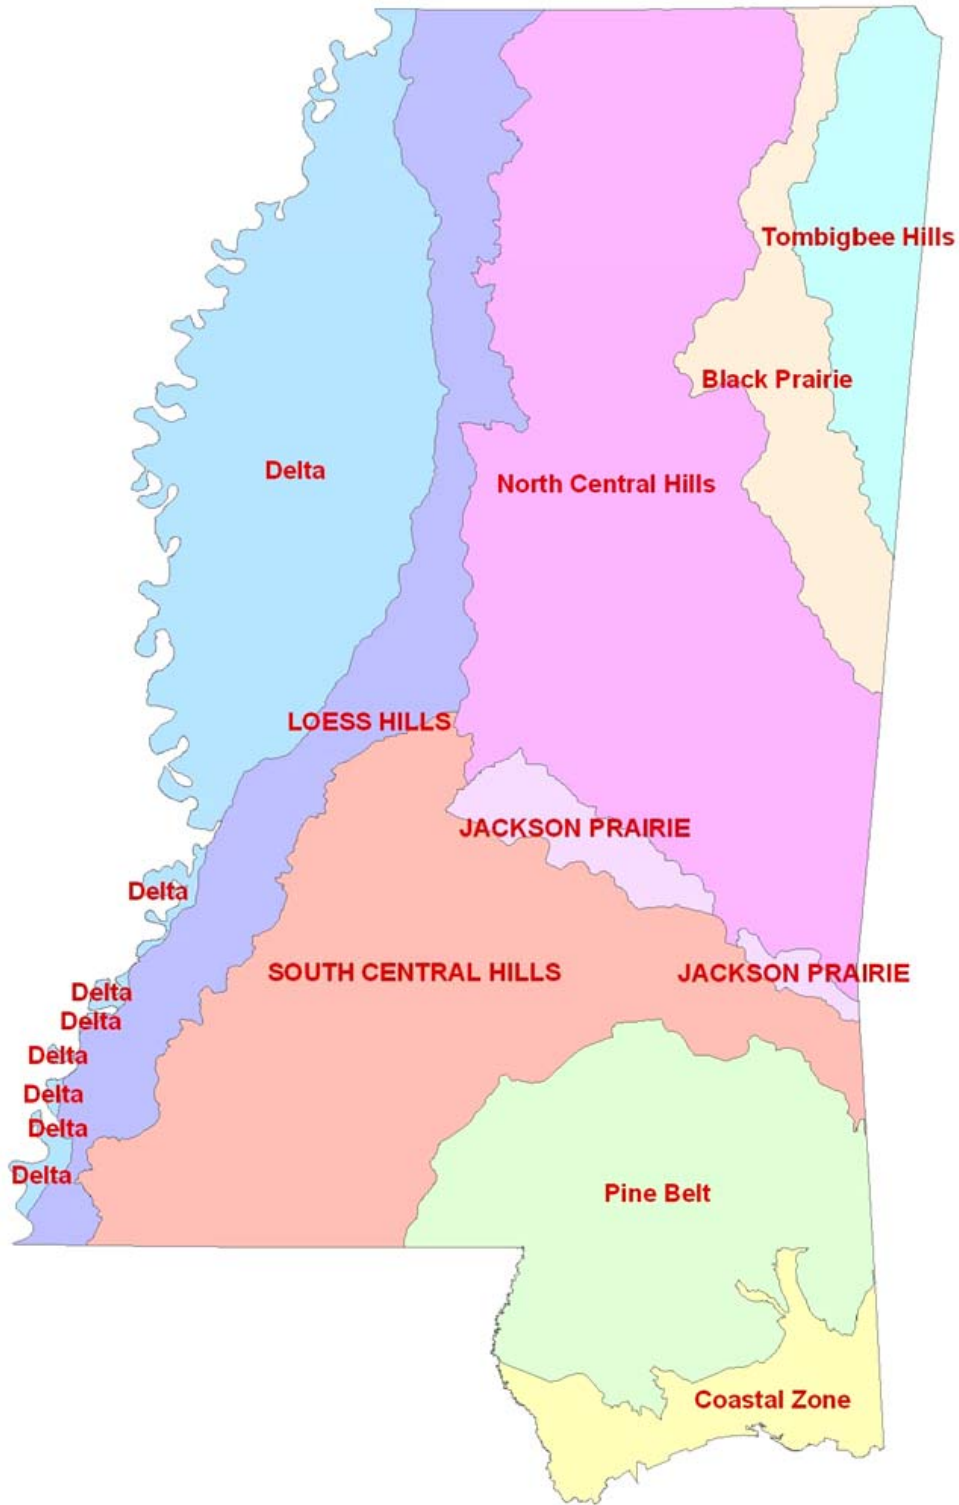 Tombigbee Hills
Black Prairie
Delta
North Central Hills
LOESS HILLS
JACKSON PRAIRIE
Delta
SOUTH CENTRAL HILLS
JACKSON PRAIRIE
Delta
Delta
Delta
Delta
Delta
Delta
Pine Belt
Coastal Zone